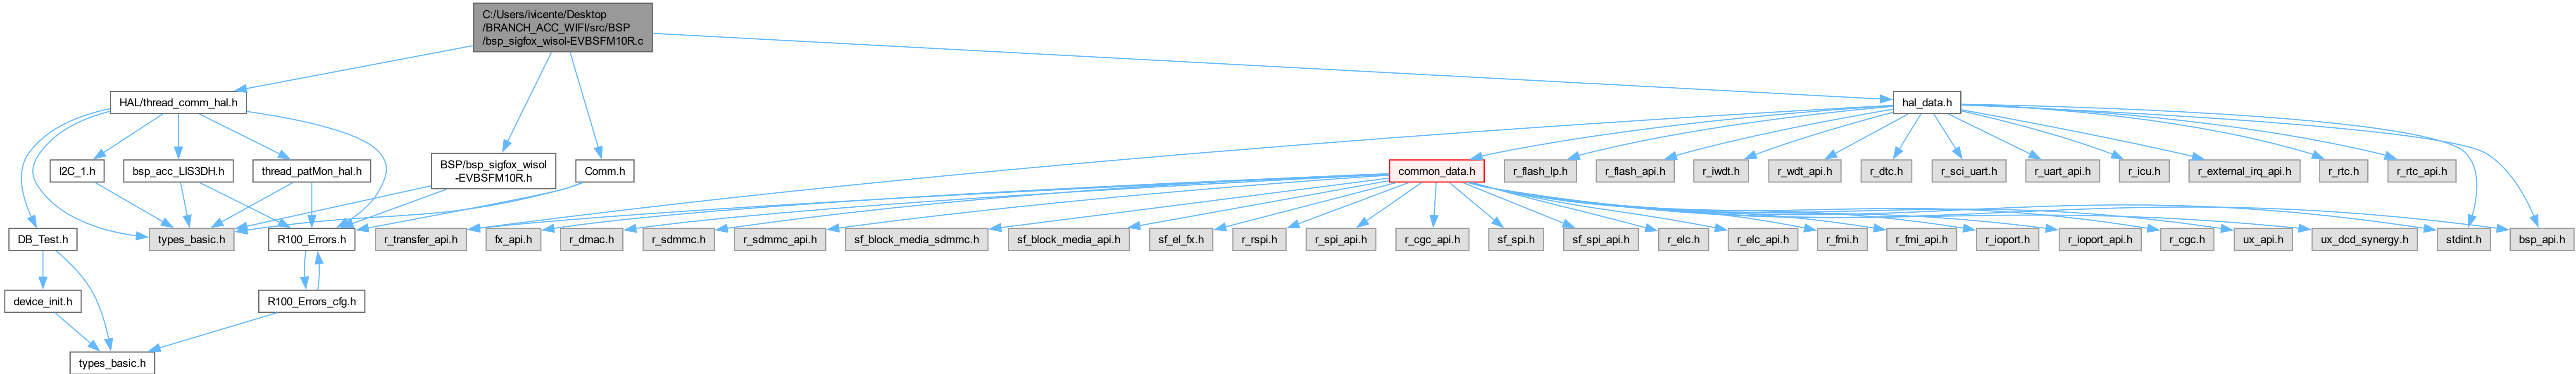 C:/Users/ivicente/Desktop
/BRANCH_ACC_WIFI/src/BSP
/bsp_sigfox_wisol-EVBSFM10R.c
HAL/thread_comm_hal.h
hal_data.h
I2C_1.h
bsp_acc_LIS3DH.h
thread_patMon_hal.h
BSP/bsp_sigfox_wisol
-EVBSFM10R.h
Comm.h
common_data.h
r_flash_lp.h
r_flash_api.h
r_iwdt.h
r_wdt_api.h
r_dtc.h
r_sci_uart.h
r_uart_api.h
r_icu.h
r_external_irq_api.h
r_rtc.h
r_rtc_api.h
DB_Test.h
types_basic.h
R100_Errors.h
r_transfer_api.h
fx_api.h
r_dmac.h
r_sdmmc.h
r_sdmmc_api.h
sf_block_media_sdmmc.h
sf_block_media_api.h
sf_el_fx.h
r_rspi.h
r_spi_api.h
r_cgc_api.h
sf_spi.h
sf_spi_api.h
r_elc.h
r_elc_api.h
r_fmi.h
r_fmi_api.h
r_ioport.h
r_ioport_api.h
r_cgc.h
ux_api.h
ux_dcd_synergy.h
stdint.h
bsp_api.h
device_init.h
R100_Errors_cfg.h
types_basic.h